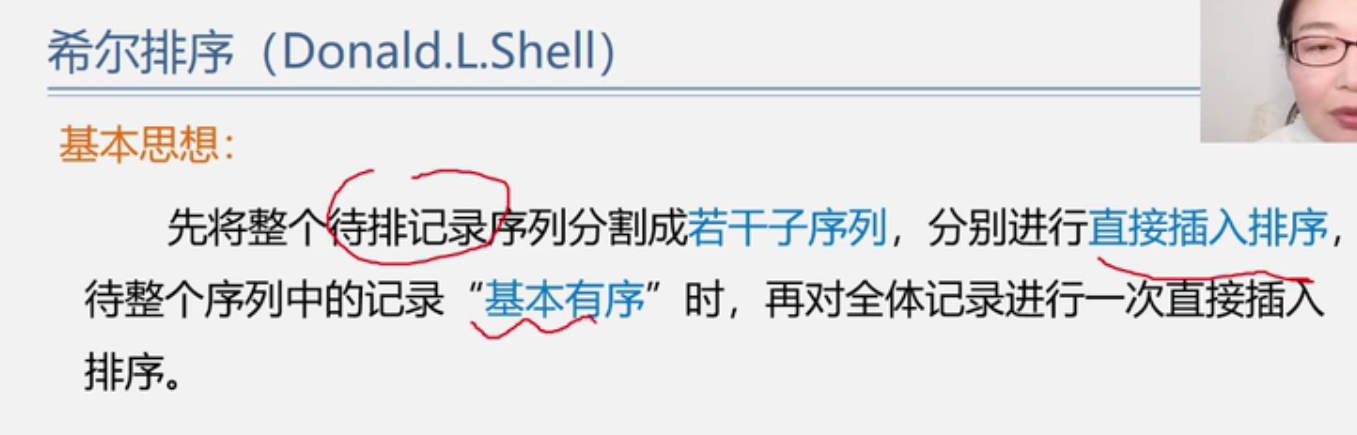 希尔排序（Donald.L.Shell）
基本思想：
先将整个待排记录序列分割成若干子序列，分别进行直接插入排序，
待整个序列中的记录“基本有序”时，再对全体记录进行一次直接插入
排序。